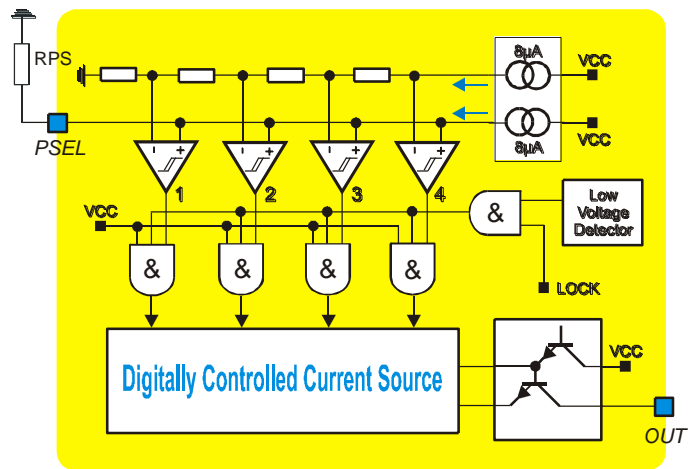 RPS
8µA
VCC
VCC
8µA
PSEL
- + - + - + - +
1 2 3 4
VCC
&
Low
Voltage
Detector
& & & &
LOCK
Digitally Controlled Current Source
VCC
OUT